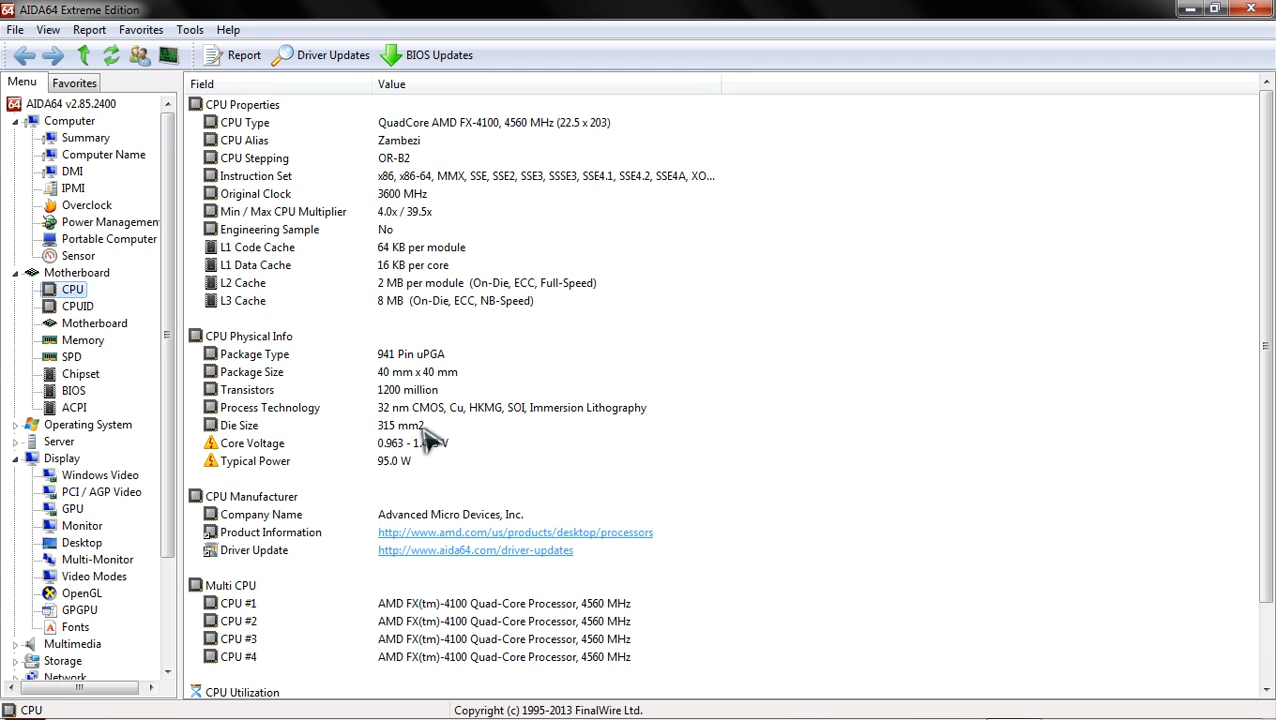 AIDA64 Extreme Edition
File View Report Favorites Tools Help
Report Driver Updates BIOS Updates
Menu Favorites
AIDA64 v2.85.2400
Computer
Summary
Computer Name
DMI
IPMI
Overclock
Power Management
Portable Computer
Sensor
Motherboard
CPU
CPUID
Motherboard
Memory
SPD
Chipset
BIOS
ACPI
Operating System
Server
Display
Windows Video
PCI / AGP Video
GPU
Monitor
Desktop
Multi-Monitor
Video Modes
OpenGL
GPGPU
Fonts
Multimedia
Storage
Network
Field Value
CPU Properties
CPU Type QuadCore AMD FX-4100, 4560 MHz (22.5 x 203)
CPU Alias Zambezi
CPU Stepping OR-B2
Instruction Set x86, x86-64, MMX, SSE, SSE2, SSE3, SSSE3, SSE4.1, SSE4.2, SSE4A, XO...
Original Clock 3600 MHz
Min / Max CPU Multiplier 4.0x / 39.5x
Engineering Sample No
L1 Code Cache 64 KB per module
L1 Data Cache 16 KB per core
L2 Cache 2 MB per module (On-Die, ECC, Full-Speed)
L3 Cache 8 MB (On-Die, ECC, NB-Speed)
CPU Physical Info
Package Type 941 Pin uPGA
Package Size 40 mm x 40 mm
Transistors 1200 million
Process Technology 32 nm CMOS, Cu, HKMG, SOI, Immersion Lithography
Die Size 315 mm2
Core Voltage 0.963 - V
Typical Power 95.0 W
CPU Manufacturer
Company Name Advanced Micro Devices, Inc.
Product Information http://www.amd.com/us/products/desktop/processors
Driver Update http://www.aida64.com/driver-updates
Multi CPU
CPU #1 AMD FX(tm)-4100 Quad-Core Processor, 4560 MHz
CPU #2 AMD FX(tm)-4100 Quad-Core Processor, 4560 MHz
CPU #3 AMD FX(tm)-4100 Quad-Core Processor, 4560 MHz
CPU #4 AMD FX(tm)-4100 Quad-Core Processor, 4560 MHz
CPU Utilization
CPU Copyright (c) 1995-2013 FinalWire Ltd.